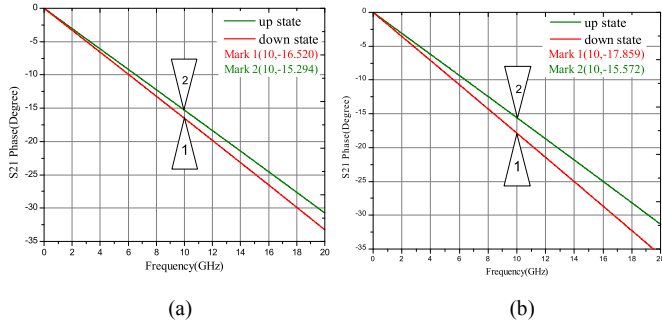 up state
down state
Mark 1(10,-16.520)
Mark 2(10,-15.294)
2
1
0
-5
-10
-15
-20
-25
-30
-35
0 2 4 6 8 10 12 14 16 18 20
S21 Phase(Degree)
Frequency(GHz)
(a)
up state
down state
Mark 1(10,-17.859)
Mark 2(10,-15.572)
2
1
0
-5
-10
-15
-20
-25
-30
-35
0 2 4 6 8 10 12 14 16 18 20
S21 Phase(Degree)
Frequency(GHz)
(b)